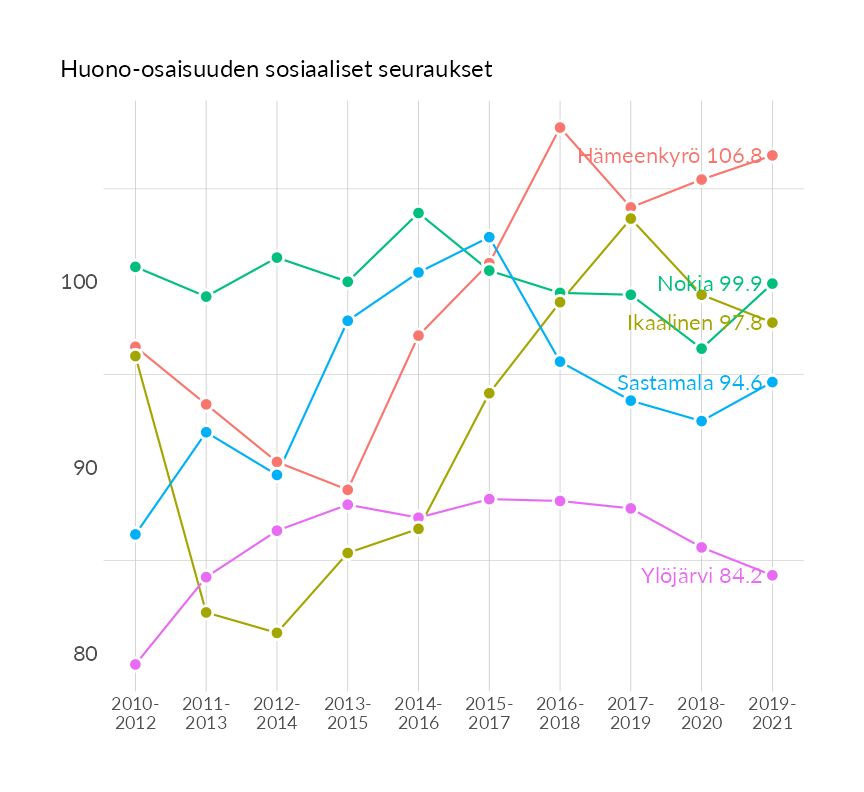 Huono-osaisuuden sosiaaliset seuraukset
Hämeenkyrö 106.8
100
Nokia 99.9
Ikaalinen 97.8
Sastamala 94.6
90
Ylöjärvi 84.2
80
2010- 2011- 2012- 2013- 2014- 2015- 2016- 2017- 2018- 2019-
2012 2013 2014 2015 2016 2017 2018 2019 2020 2021